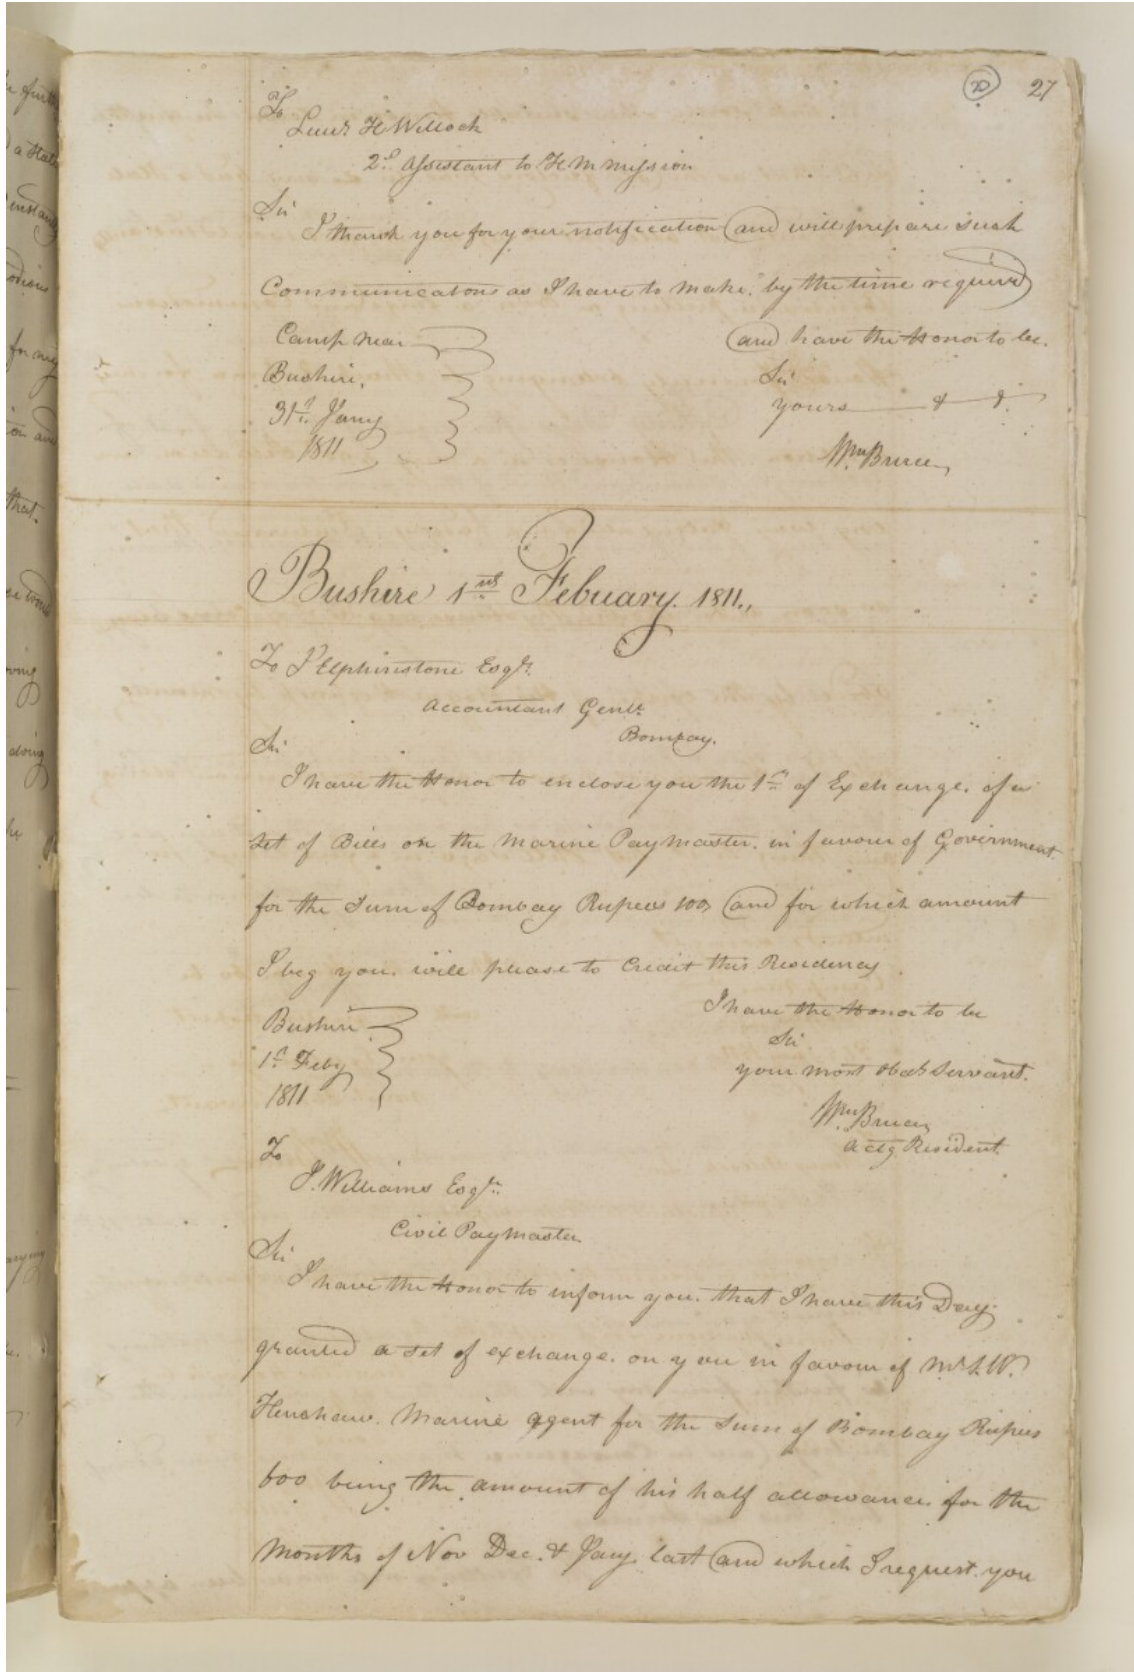 20 27
To
Lieut. H Willock
2d. Assistant to H M Mission
Sir
I thank you for your notification and will prepare such
Communications as I have to make. by the time required
and have the Honor to be.
Camp near
Bushire,
31st. Jany
1811
Sir
yours & &.
Wm. Bruce
Bushire 1st February. 1811.,
To J Elphinstone Esqr.
Accountant Genll.
Bombay.
Sir
I have the Honor to enclose you the 1st of Exchange. of a
set of Bills on the Marine Paymaster. in favour of Government
for the Sum of Bombay Rupees 100 and for which amount
I beg you. will please to Credit this Residency
I have the Honor to be
Sir
your most Obdt Servant.
Wm. Bruce
Actg Resident.
Bushire
1st Feby
1811
To
J. Williams Esqr.
Civil Paymaster
Sir
I have the Honor to inform you. that I have this Day.
granted a set of exchange. on you in favour of Mr. W.
Henshaw. Marine agent for the Sum of Bombay Rupees
600 being the amount of his half allowance. for the
Months of Nov Dec. & Jany. last and which I request. you